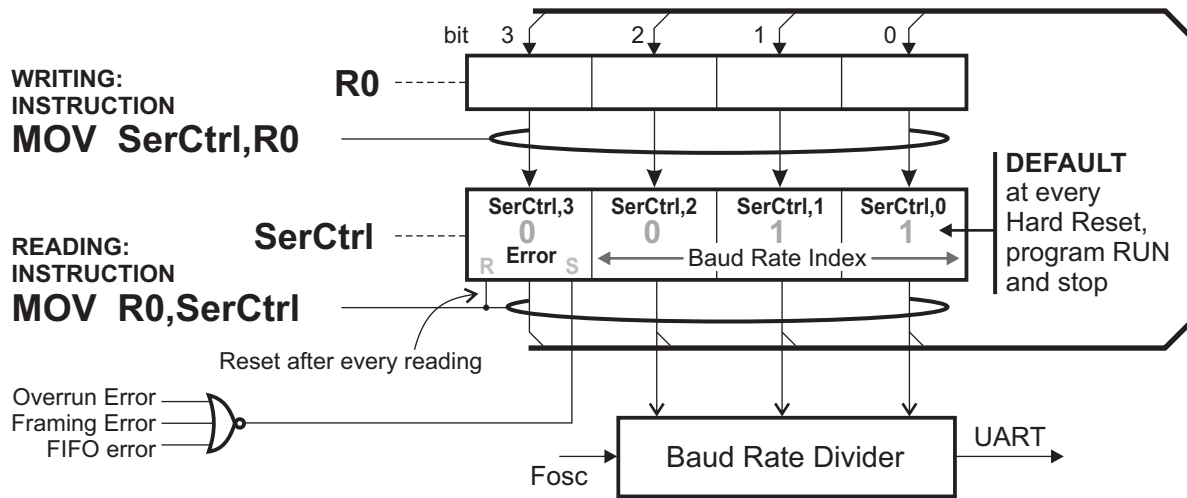 bit 3 2 1 0
WRITING:
INSTRUCTION
MOV SerCtrl,R0
R0
DEFAULT
at every
Hard Reset,
program RUN
and stop
SerCtrl,3 SerCtrl,2 SerCtrl,1 SerCtrl,0
0 0 1 1
SerCtrl
Error
R S
Baud Rate Index
READING:
INSTRUCTION
MOV R0,SerCtrl
Reset after every reading
Overrun Error
Framing Error
FIFO error
Fosc
Baud Rate Divider
UART